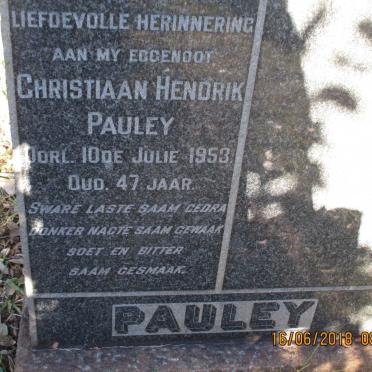 LIEFDEVOLLE HERINNERING
AAN MY EGGENOOT
CHRISTIAAN HENDRIK
PAULEY
OORL. 10DE JULIE 1953
OUD. 47 JAAR.
SWARE LASTE SAAM GEDRA
DONKER NAGTE SAAM GEWAAK
SOET EN BITTER
SAAM GESMAAK.
PAULEY
16/06/2018